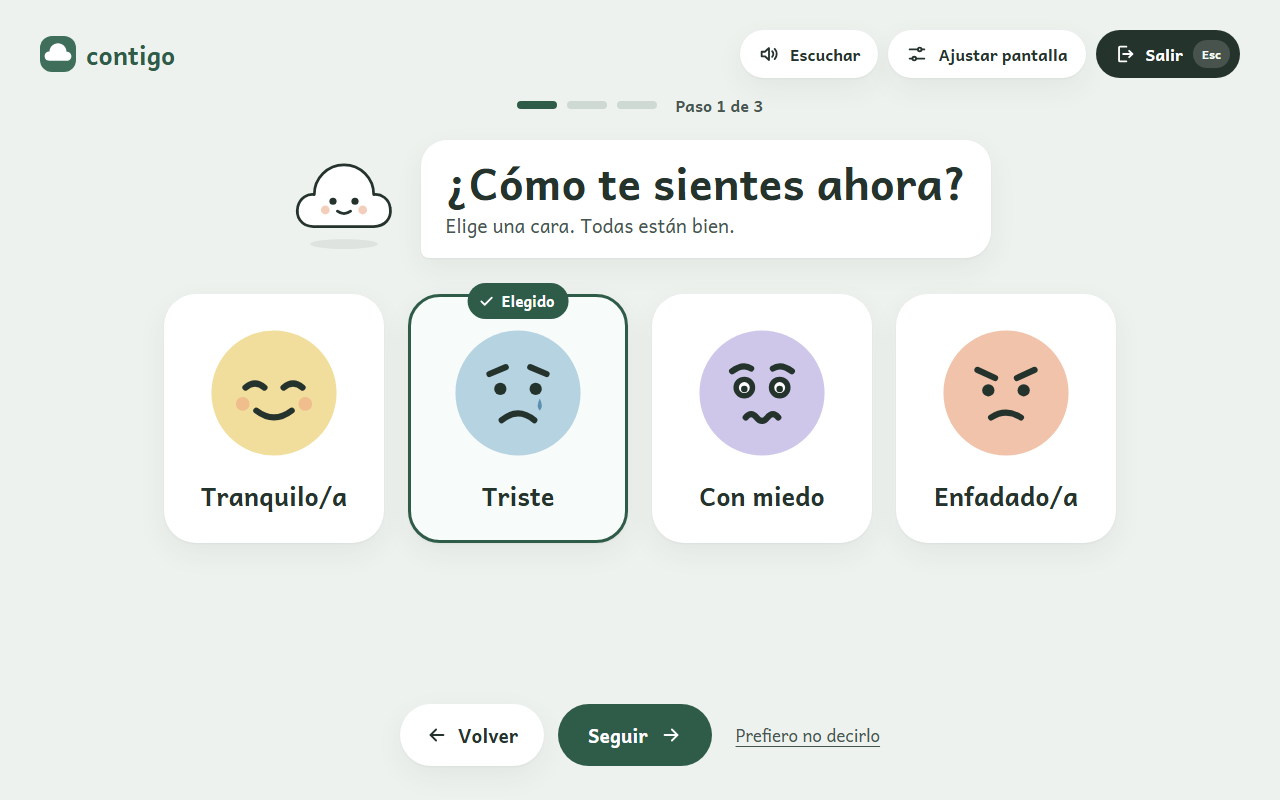 contigo
Escuchar
Ajustar pantalla
Salir Esc
Paso 1 de 3
¿Cómo te sientes ahora?
Elige una cara. Todas están bien.
Elegido
Tranquilo/a
Triste
Con miedo
Enfadado/a
Volver
Seguir
Prefiero no decirlo